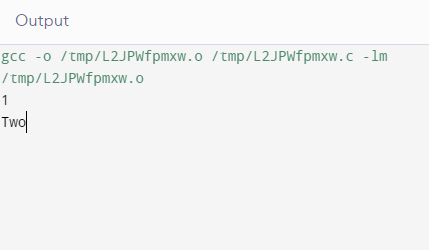 Output
gcc -o /tmp/L2JPWfpmxw.o /tmp/L2JPWfpmxw.c -lm
/tmp/L2JPWfpmxw.o
1
Two